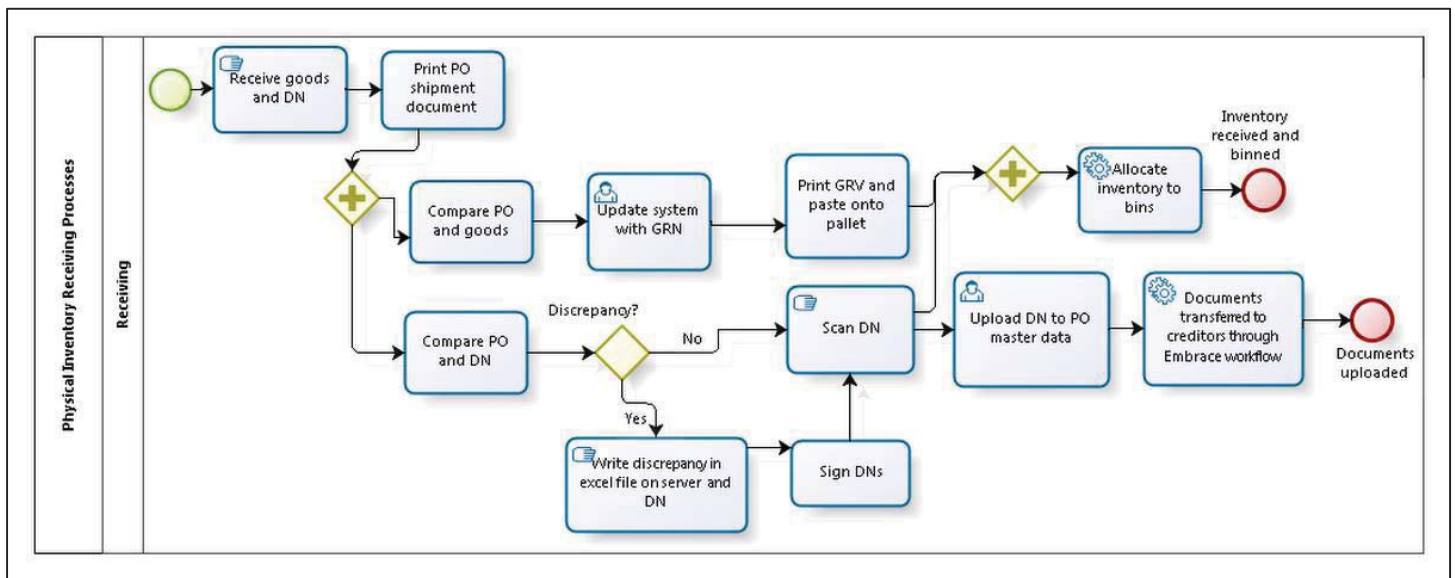 Physical Inventory Receiving Processes
Receiving
Receive goods
and DN
Print PO
shipment
document
Compare PO
and goods
Update system
with GRN
Print GRV and
paste onto
pallet
Allocate
inventory to
bins
Inventory
received and
binned
Compare PO
and DN
Discrepancy?
No
Yes
Scan DN
Upload DN to PO
master data
Documents
transferred to
creditors through
Embrace workflow
Documents
uploaded
Write discrepancy in
excel file on server and
DN
Sign DNs